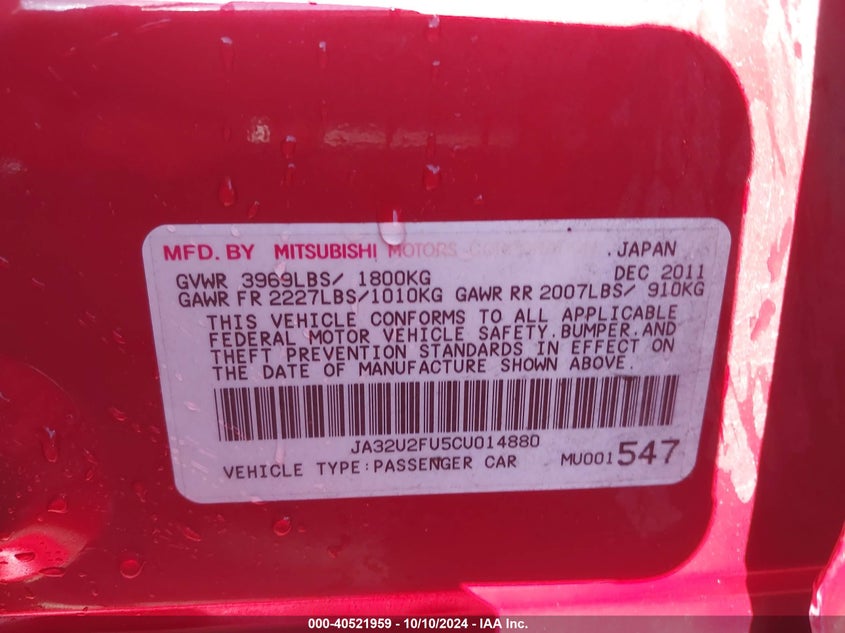 MFD. BY MITSUBISHI MOTORS CORPORATION .JAPAN
GVWR 3969LBS/ 1800KG DEC 2011
GAWR FR 2227LBS/1010KG GAWR RR 2007LBS/ 910KG
THIS VEHICLE CONFORMS TO ALL APPLICABLE
FEDERAL MOTOR VEHICLE SAFETY.BUMPER.AND
THEFT PREVENTION STANDARDS IN EFFECT ON
THE DATE OF MANUFACTURE SHOWN ABOVE.
JA32U2FU5CU014880
VEHICLE TYPE:PASSENGER CAR MU001547
000-40521959 - 10/10/2024 - IAA Inc.